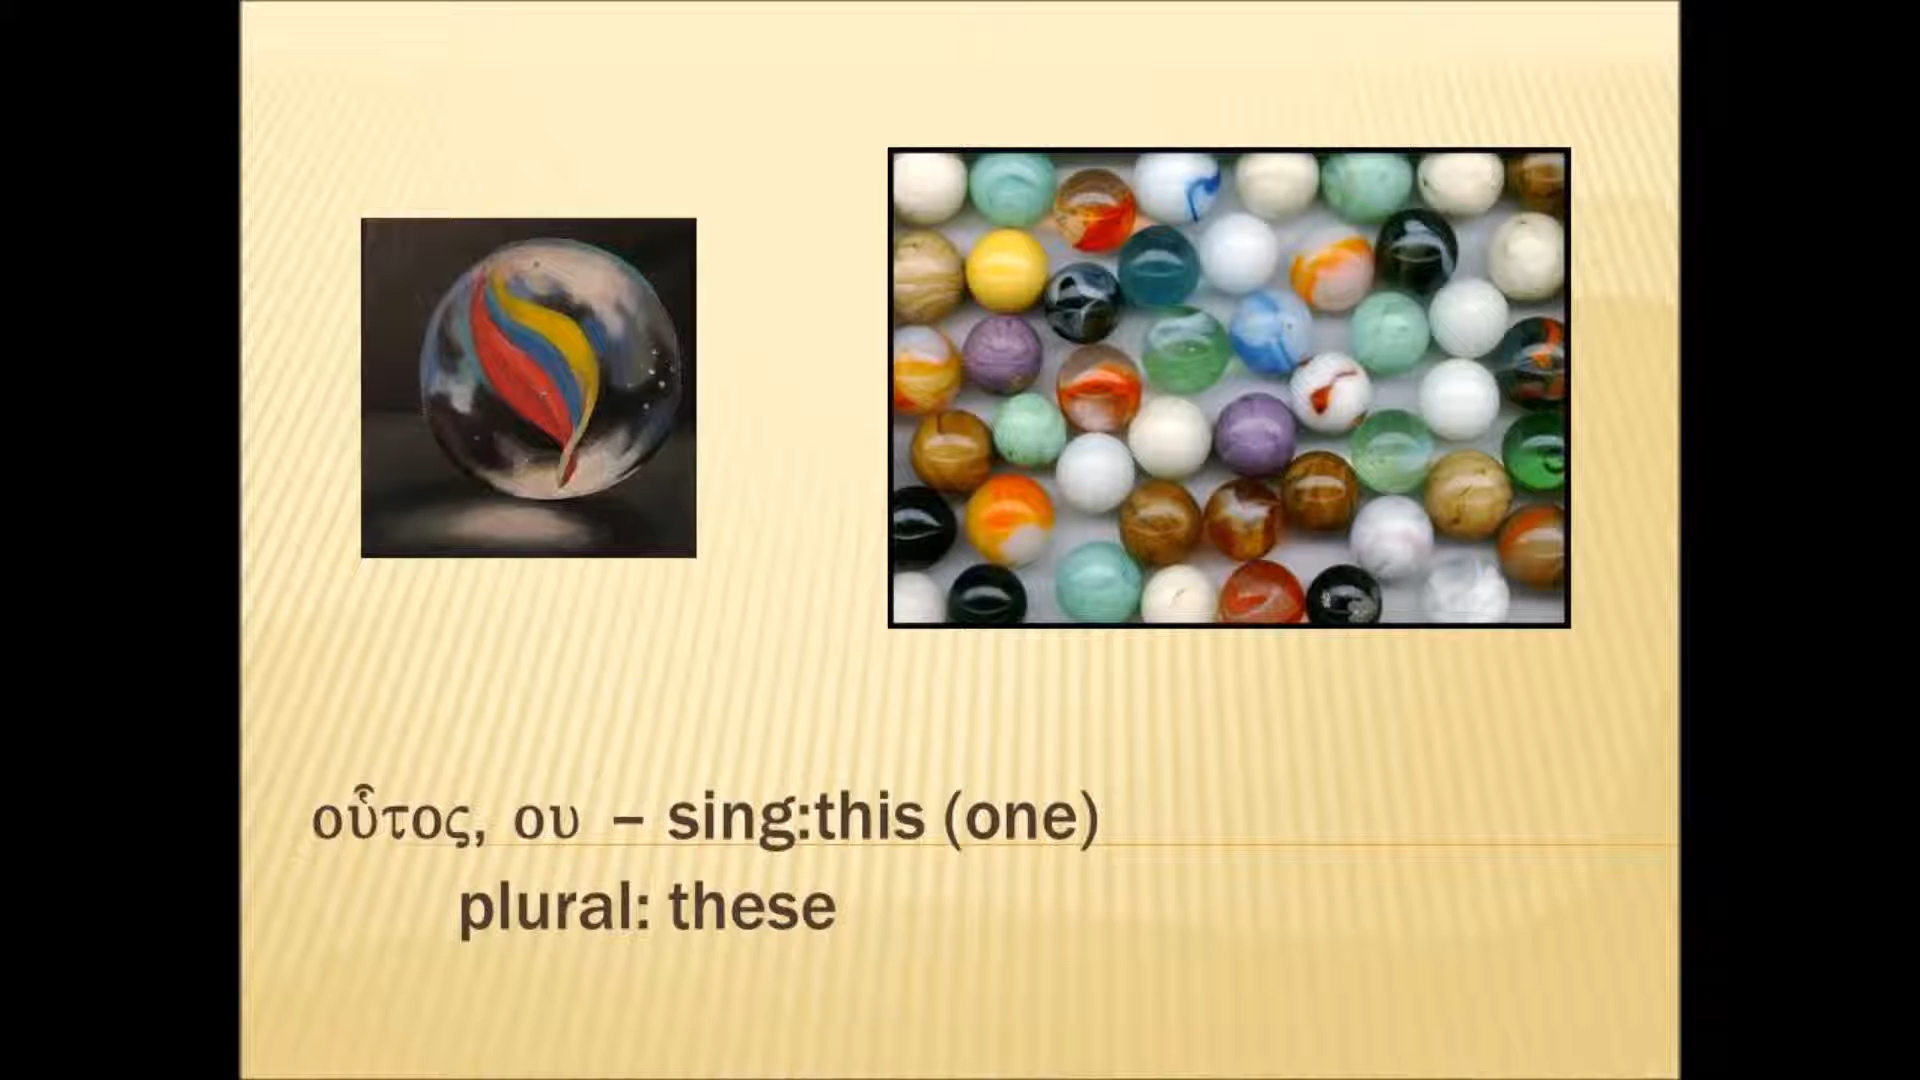 οὗτος, ου – sing:this (one)
plural: these